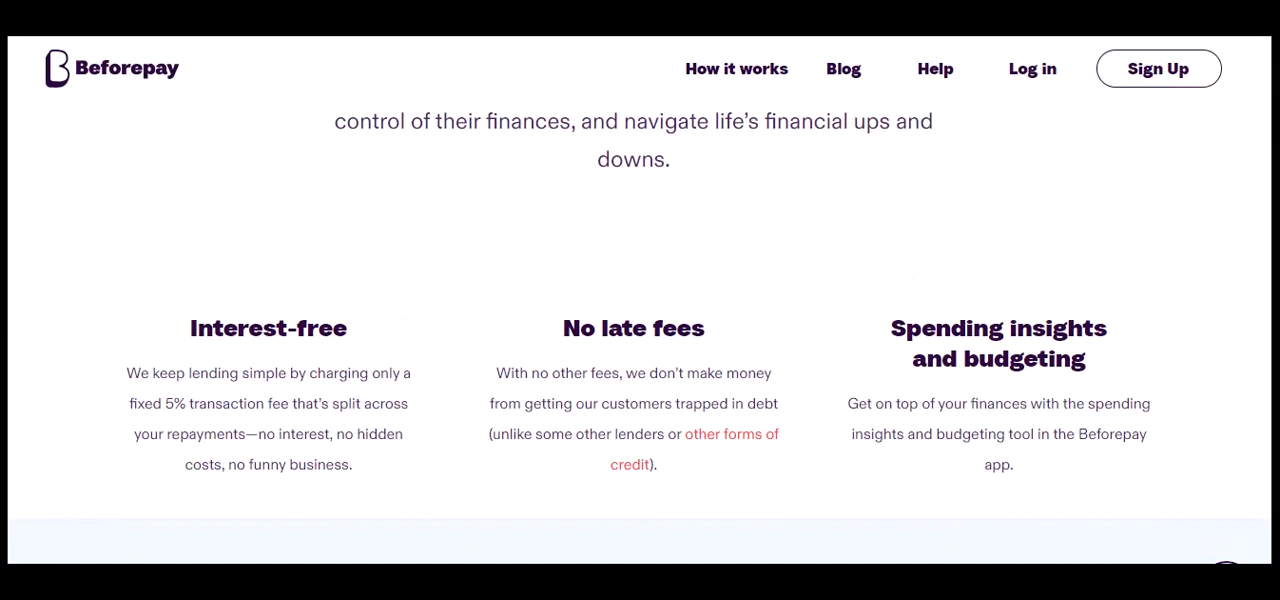 Beforepay
How it works
Blog
Help
Log in
Sign Up
control of their finances, and navigate life’s financial ups and
downs.
Interest-free
We keep lending simple by charging only a
fixed 5% transaction fee that’s split across
your repayments—no interest, no hidden
costs, no funny business.
No late fees
With no other fees, we don’t make money
from getting our customers trapped in debt
(unlike some other lenders or other forms of
credit).
Spending insights
and budgeting
Get on top of your finances with the spending
insights and budgeting tool in the Beforepay
app.